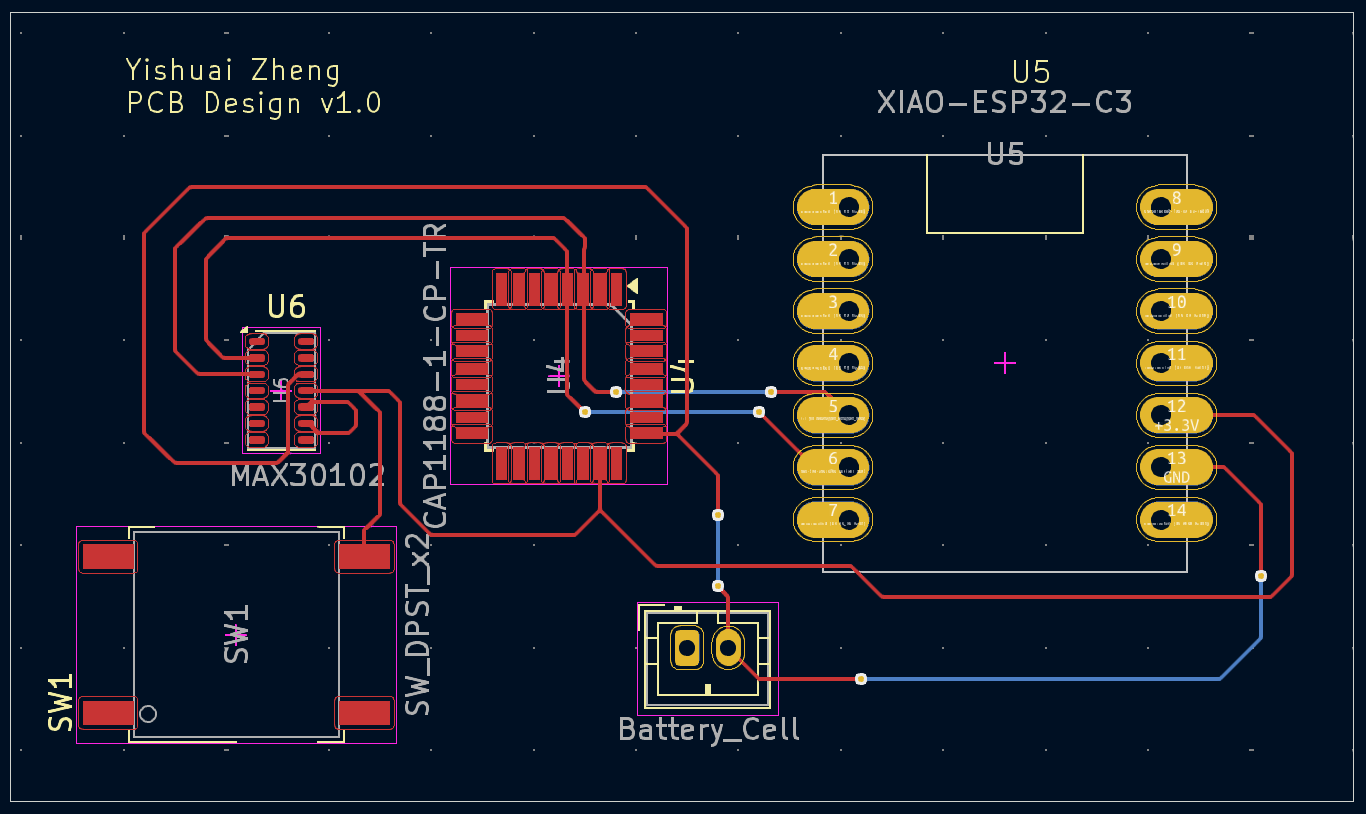 Yishuai Zheng
PCB Design v1.0
U5
XIAO-ESP32-C3
U5
1
8
2
9
3
10
4
11
5
12
+3.3V
6
13
GND
7
14
U6
U6
MAX30102
CAP1188-1-CP-TR
U4
U4
SW1
SW1
SW_DPST_x2
Battery_Cell